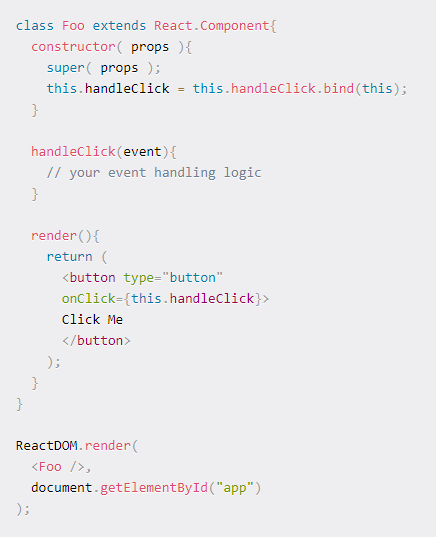 class Foo extends React.Component{
  constructor( props ){
    super( props );
    this.handleClick = this.handleClick.bind(this);
  }

  handleClick(event){
    // your event handling logic
  }

  render(){
    return (
      <button type="button"
      onClick={this.handleClick}>
      Click Me
      </button>
    );
  }
}

ReactDOM.render(
  <Foo />,
  document.getElementById("app")
);